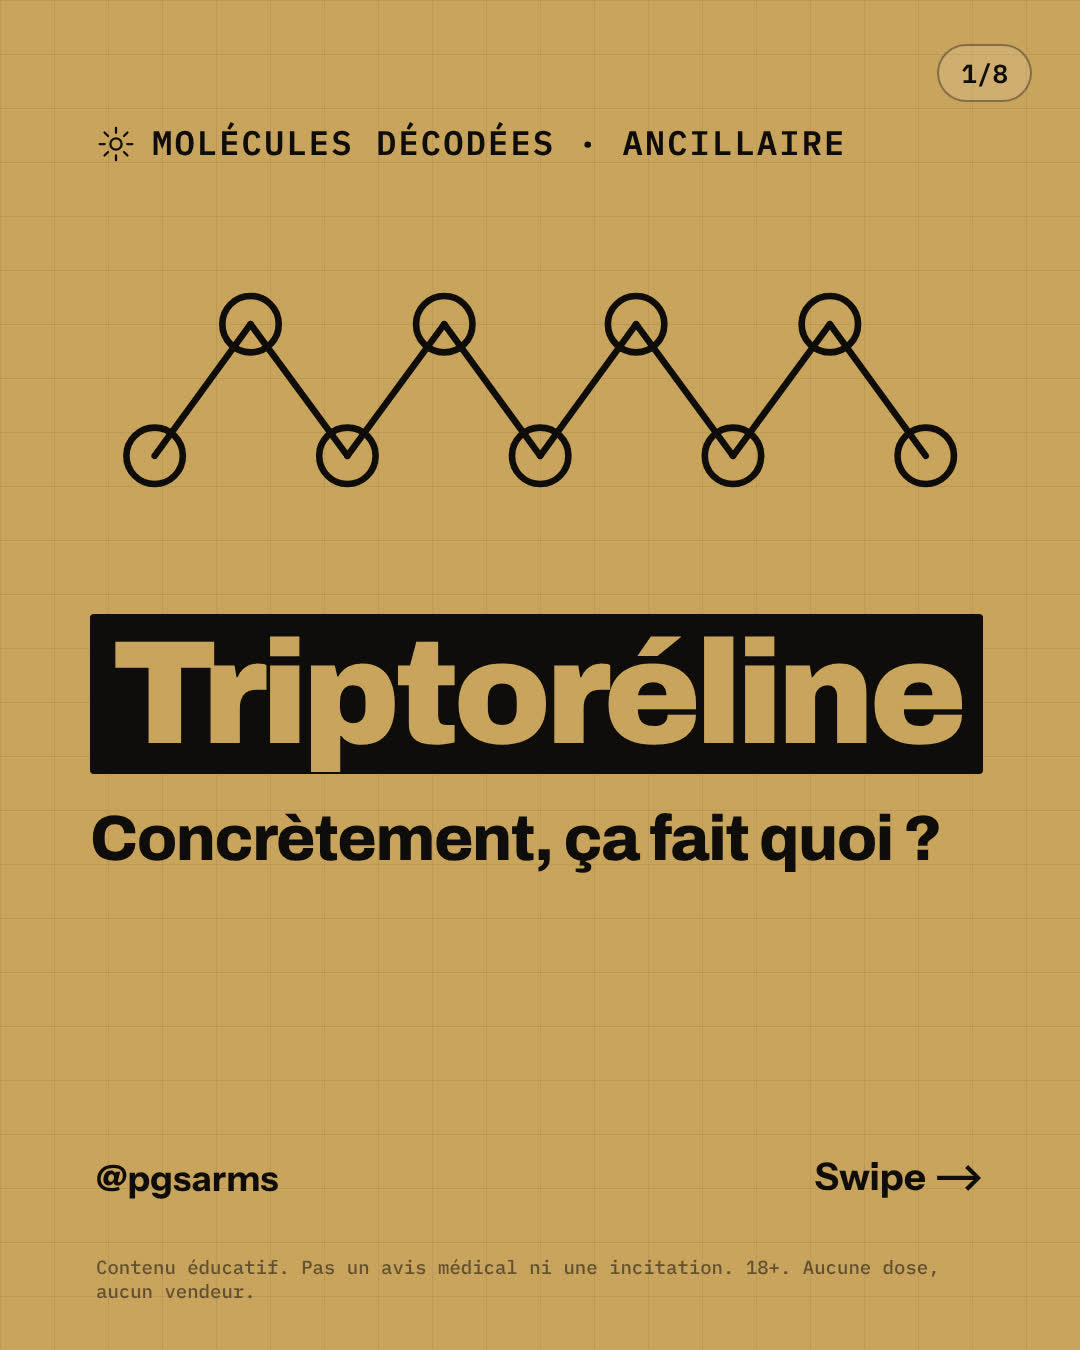 1/8
MOLÉCULES DÉCODÉES · ANCILLAIRE
Triptoréline
Concrètement, ça fait quoi ?
@pgsarms
Swipe →
Contenu éducatif. Pas un avis médical ni une incitation. 18+. Aucune dose,
aucun vendeur.